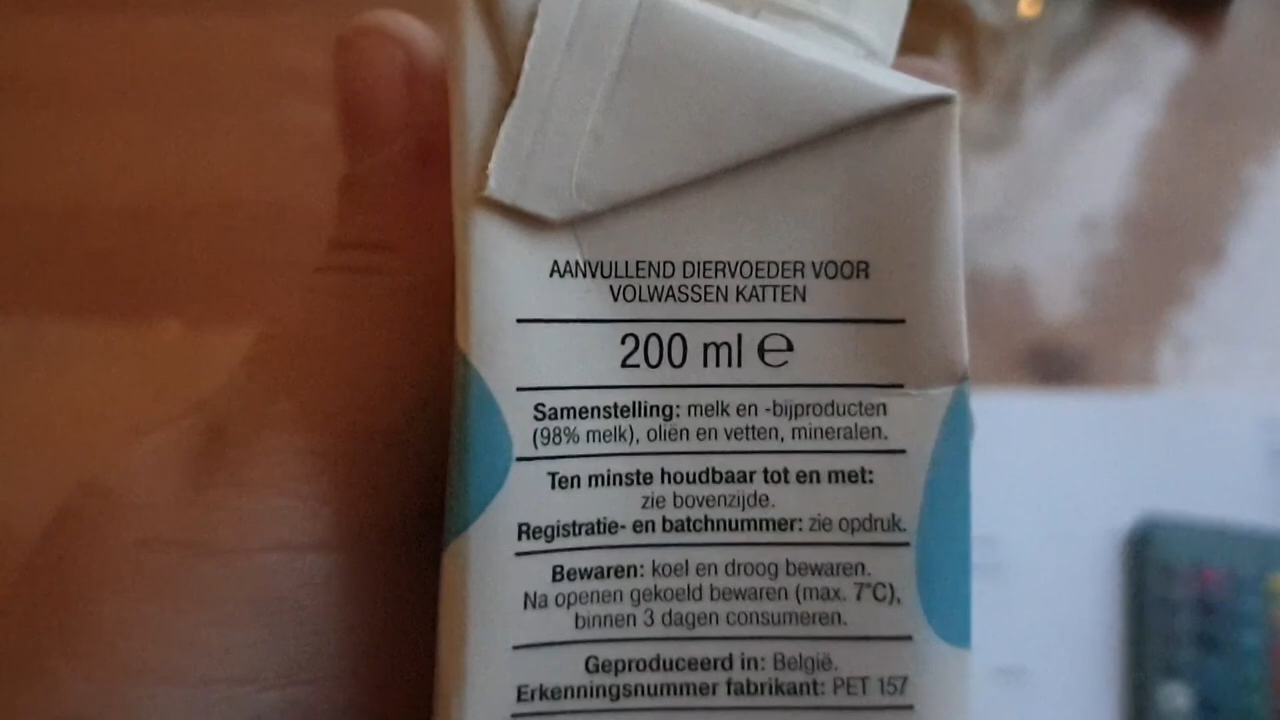 AANVULLEND DIERVOEDER VOOR
VOLWASSEN KATTEN
200 ml ℮
Samenstelling: melk en -bijproducten
(98% melk), oliën en vetten, mineralen.
Ten minste houdbaar tot en met:
zie bovenzijde.
Registratie- en batchnummer: zie opdruk.
Bewaren: koel en droog bewaren.
Na openen gekoeld bewaren (max. 7°C),
binnen 3 dagen consumeren.
Geproduceerd in: België.
Erkenningsnummer fabrikant: PET 157